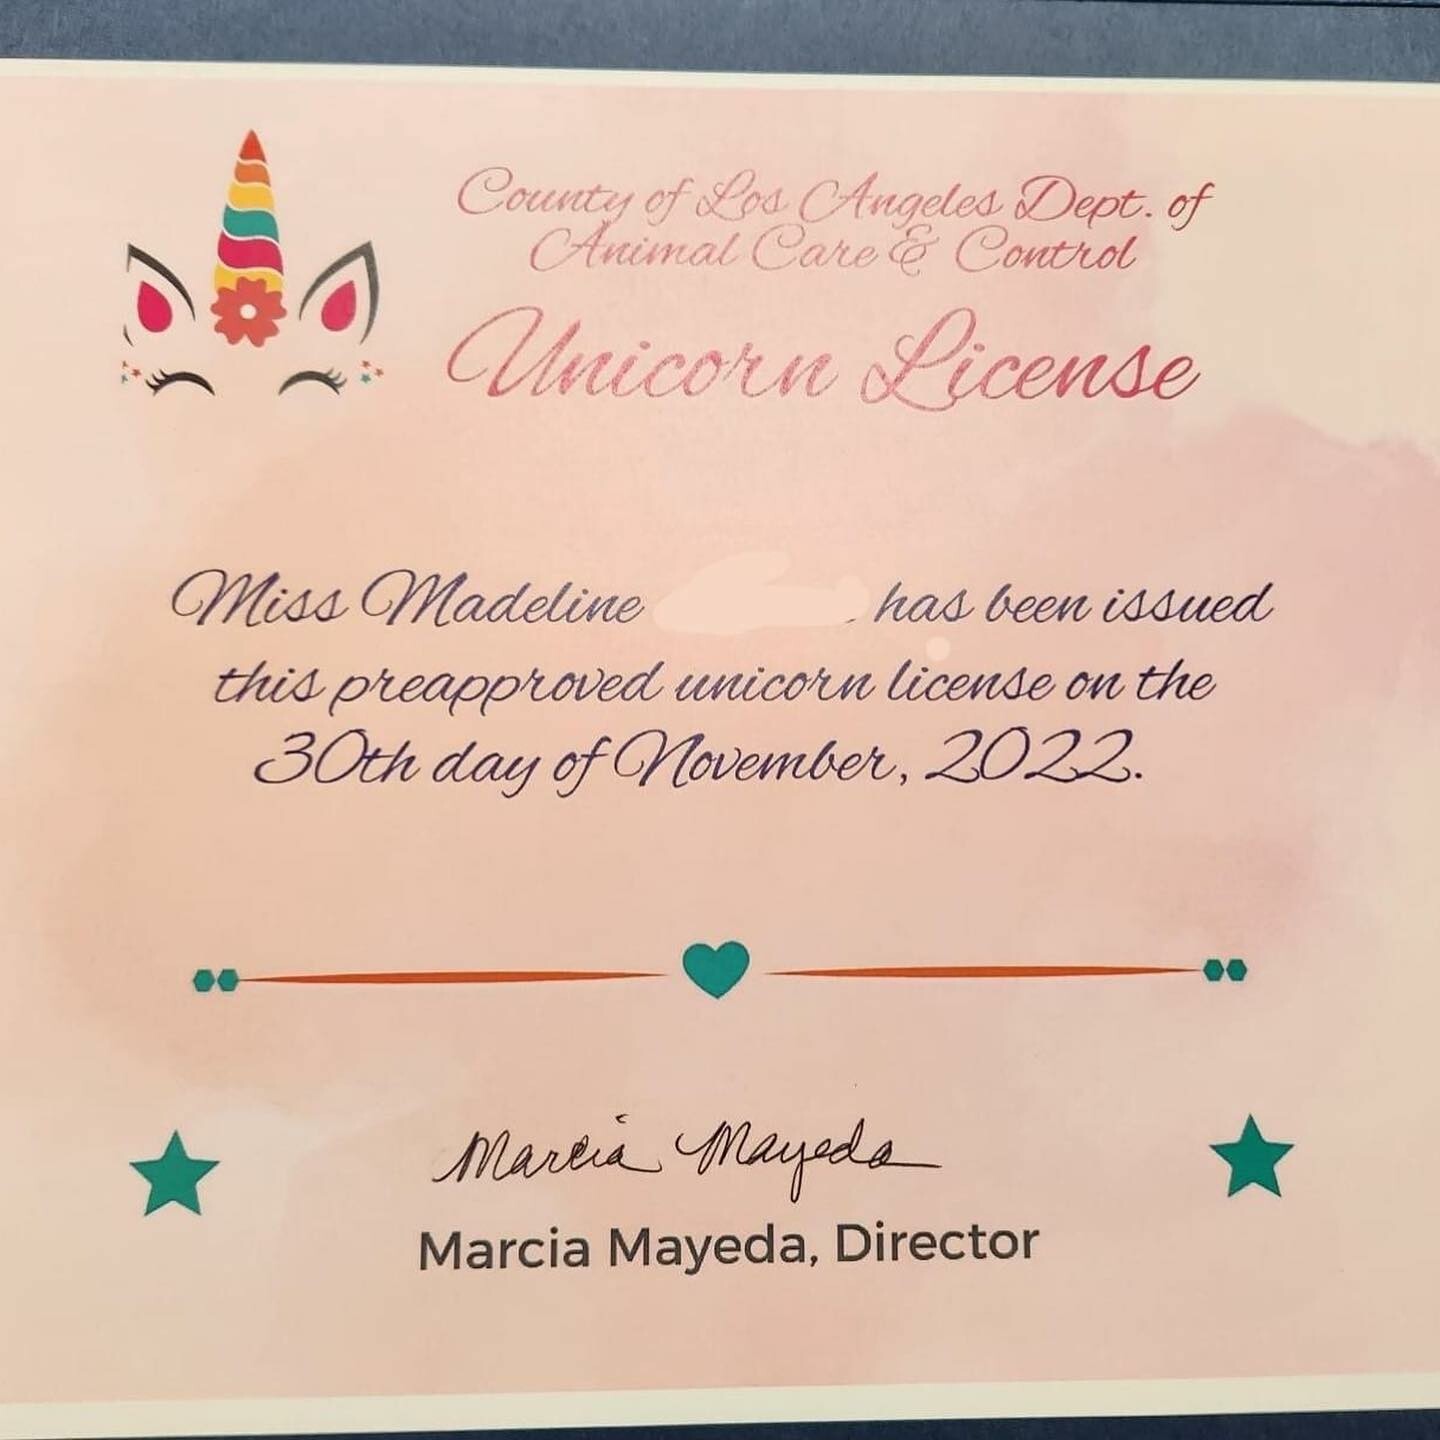 County of Los Angeles Dept. of
Animal Care & Control
Unicorn License
Miss Madeline has been issued
this preapproved unicorn license on the
30th day of November, 2022.
Marcia Mayeda
Marcia Mayeda, Director